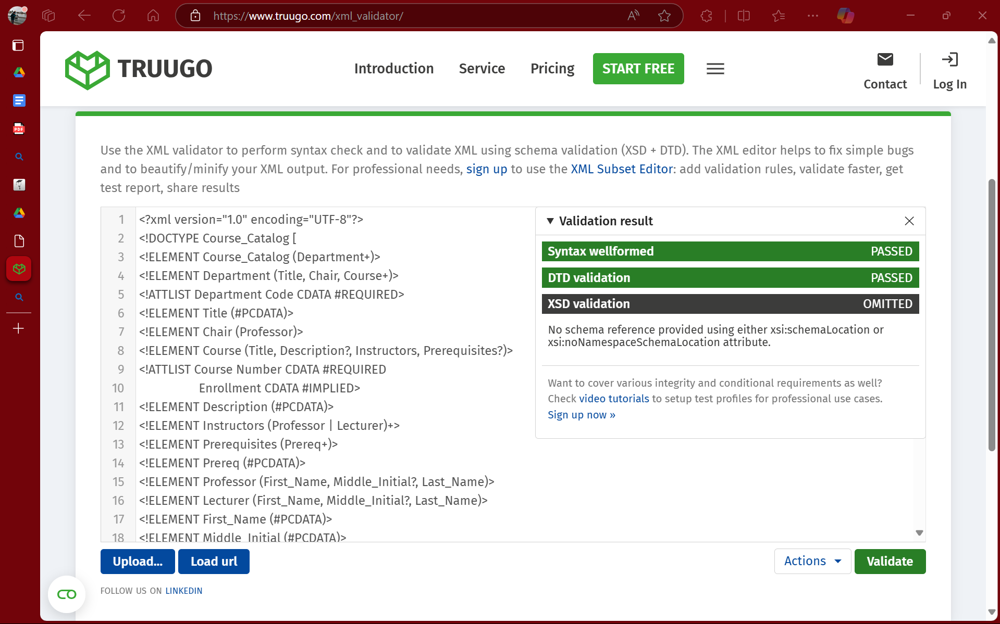 https://www.truugo.com/xml_validator/
TRUUGO
Introduction
Service
Pricing
START FREE
Contact
Log In
Use the XML validator to perform syntax check and to validate XML using schema validation (XSD + DTD). The XML editor helps to fix simple bugs
and to beautify/minify your XML output. For professional needs, sign up to use the XML Subset Editor: add validation rules, validate faster, get
test report, share results
1 <?xml version="1.0" encoding="UTF-8"?>
2 <!DOCTYPE Course_Catalog [
3 <!ELEMENT Course_Catalog (Department+)>
4 <!ELEMENT Department (Title, Chair, Course+)>
5 <!ATTLIST Department Code CDATA #REQUIRED>
6 <!ELEMENT Title (#PCDATA)>
7 <!ELEMENT Chair (Professor)>
8 <!ELEMENT Course (Title, Description?, Instructors, Prerequisites?)>
9 <!ATTLIST Course Number CDATA #REQUIRED
10 Enrollment CDATA #IMPLIED>
11 <!ELEMENT Description (#PCDATA)>
12 <!ELEMENT Instructors (Professor | Lecturer)+>
13 <!ELEMENT Prerequisites (Prereq+)>
14 <!ELEMENT Prereq (#PCDATA)>
15 <!ELEMENT Professor (First_Name, Middle_Initial?, Last_Name)>
16 <!ELEMENT Lecturer (First_Name, Middle_Initial?, Last_Name)>
17 <!ELEMENT First_Name (#PCDATA)>
18 <!ELEMENT Middle_Initial (#PCDATA)>
Validation result
Syntax wellformed PASSED
DTD validation PASSED
XSD validation OMITTED
No schema reference provided using either xsi:schemaLocation or
xsi:noNamespaceSchemaLocation attribute.
Want to cover various integrity and conditional requirements as well?
Check video tutorials to setup test profiles for professional use cases.
Sign up now »
Upload...
Load url
Actions
Validate
FOLLOW US ON LINKEDIN
PDF